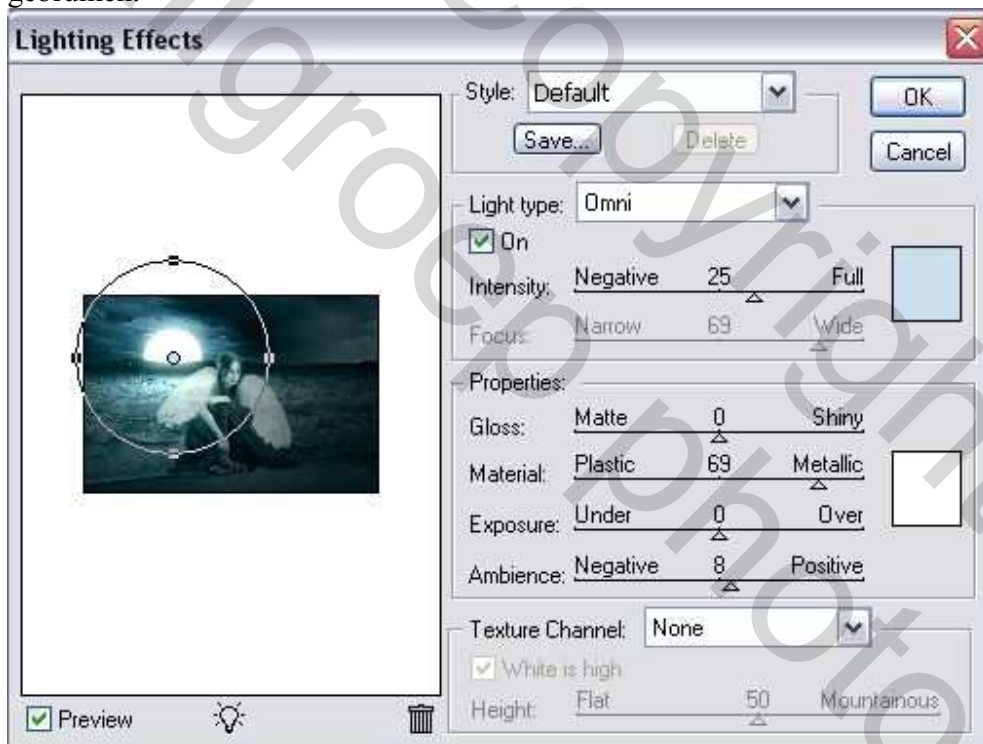 Lighting Effects
Style: Default
OK
Save...
Delete
Cancel
Light type: Omni
On
Intensity: Negative 25 Full
Focus: Narrow 69 Wide
Properties:
Gloss: Matte 0 Shiny
Material: Plastic 69 Metallic
Exposure: Under 0 Over
Ambience: Negative 8 Positive
Texture Channel: None
White is high
Height: Flat 50 Mountainous
Preview